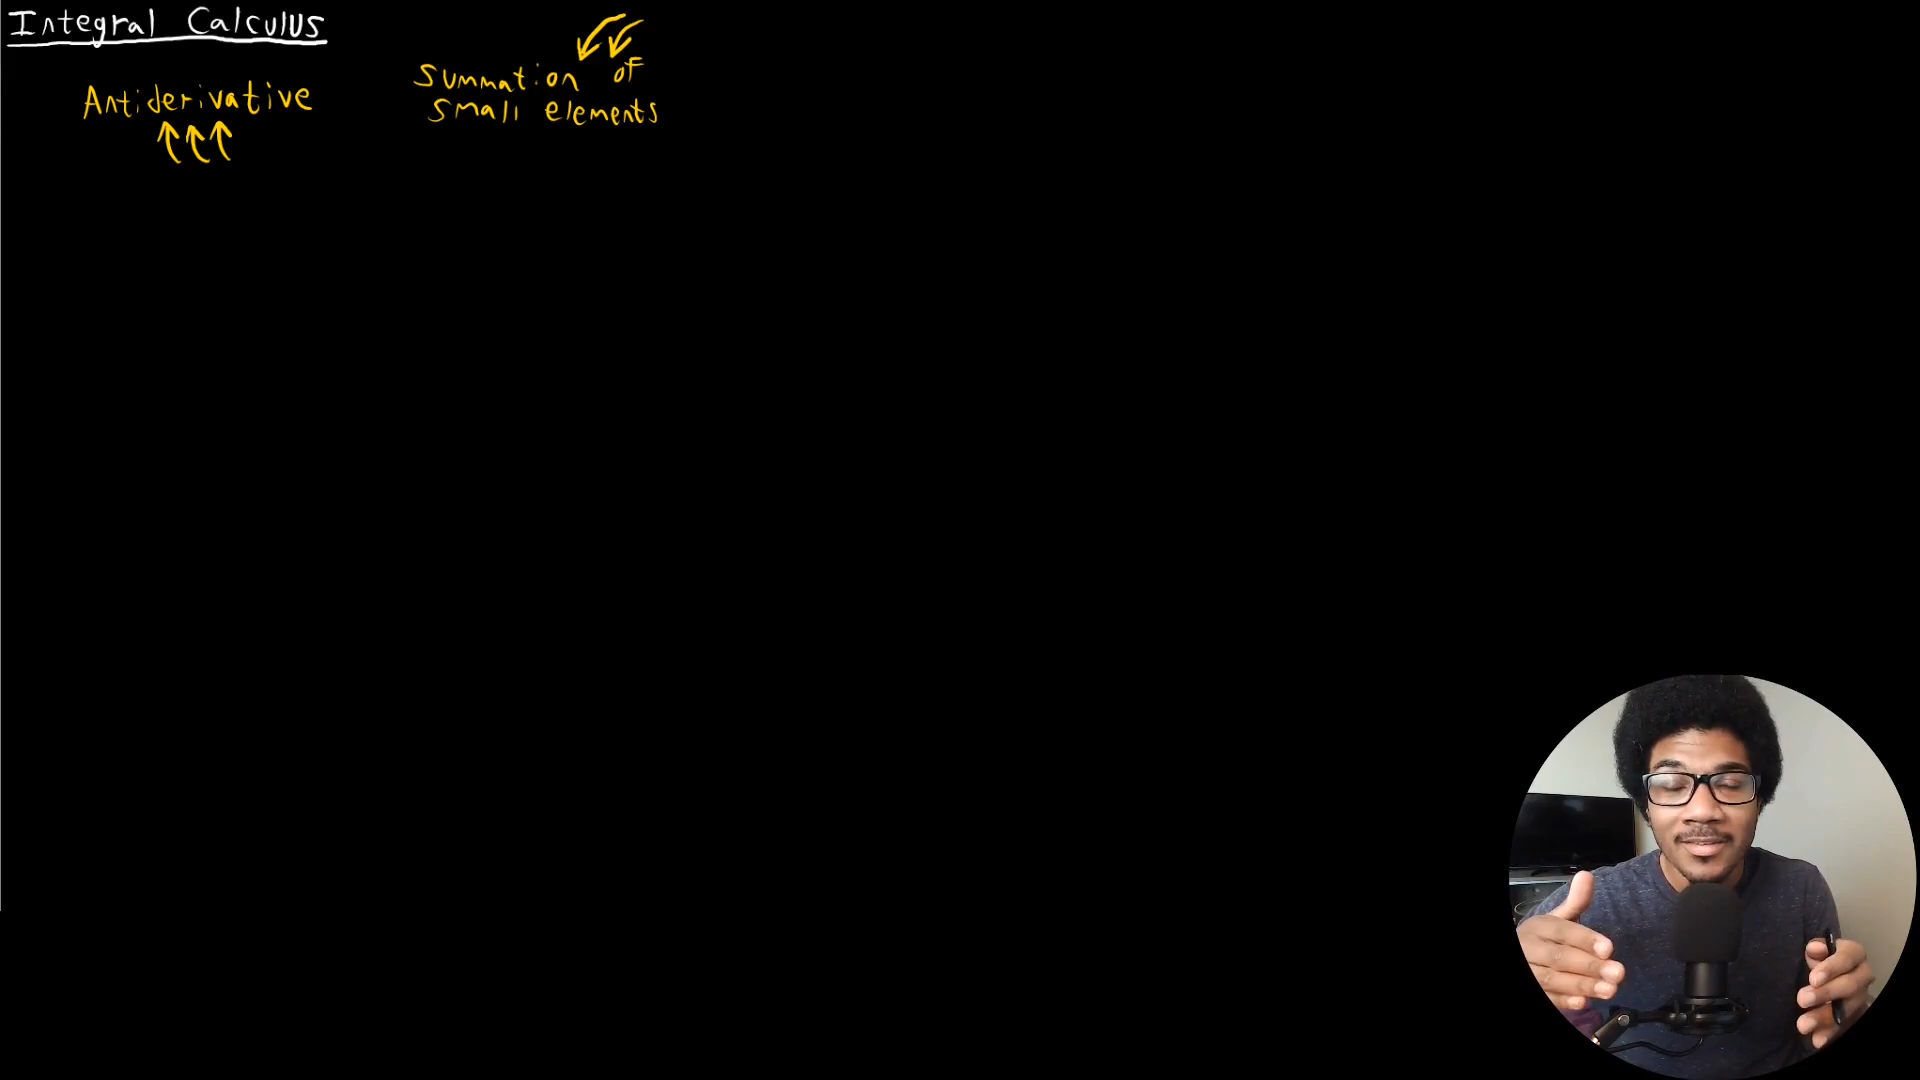 Integral Calculus
Antiderivative
Summation of
small elements